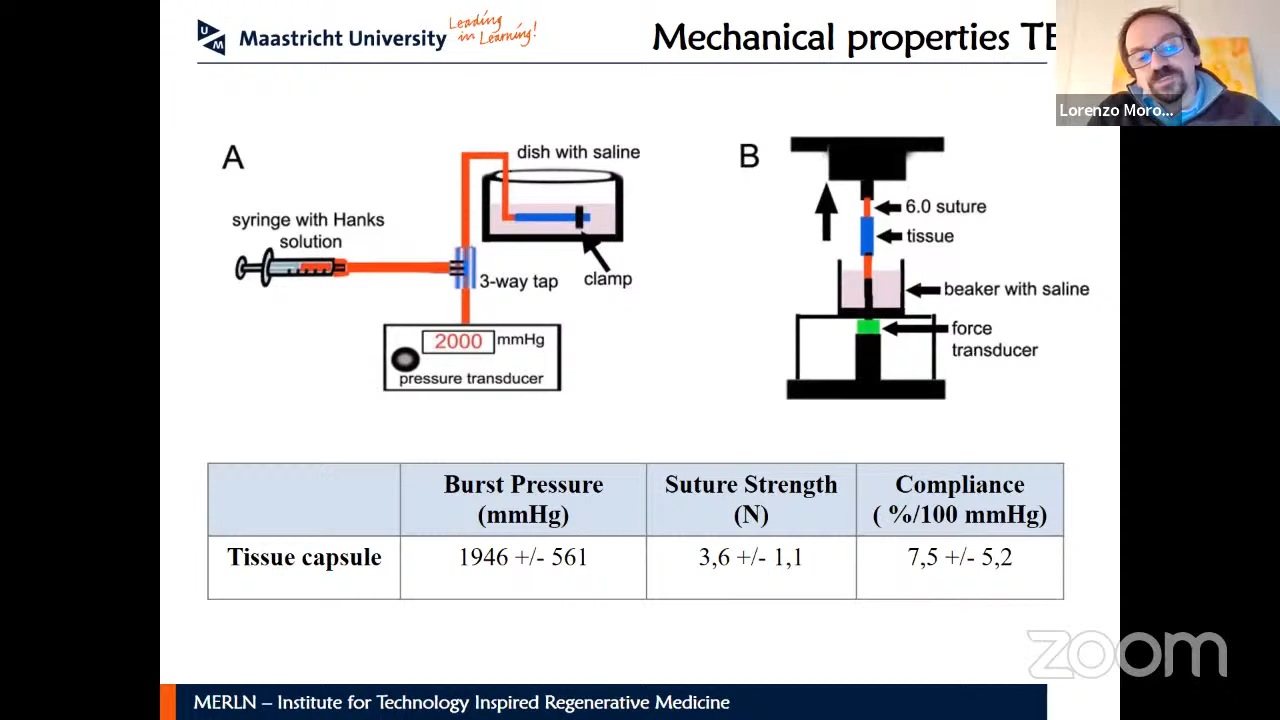 UM
Maastricht University
Leading
in Learning!
Mechanical properties TE
Lorenzo Moro...
A
dish with saline
syringe with Hanks
solution
3-way tap
clamp
2000 mmHg
pressure transducer
B
6.0 suture
tissue
beaker with saline
force
transducer
Burst Pressure
(mmHg)
Suture Strength
(N)
Compliance
( %/100 mmHg)
Tissue capsule
1946 +/- 561
3,6 +/- 1,1
7,5 +/- 5,2
zoom
MERLN – Institute for Technology Inspired Regenerative Medicine